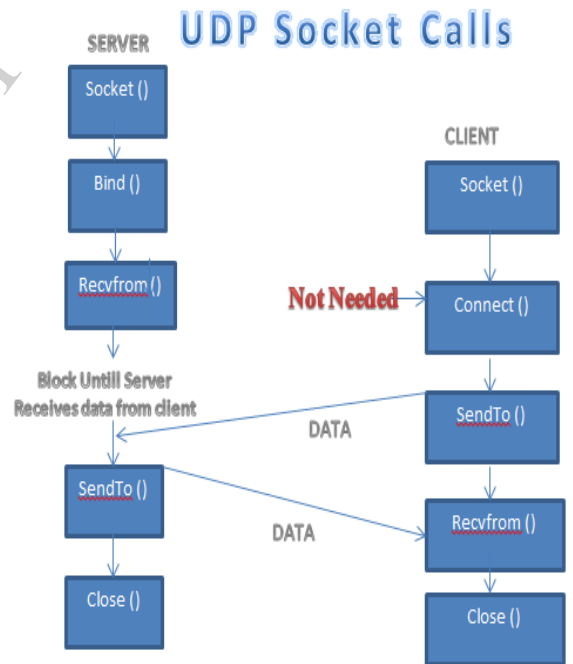 UDP Socket Calls
SERVER
Socket ()
Bind ()
Recvfrom ()
Block Untill Server
Receives data from client
SendTo ()
Close ()
CLIENT
Socket ()
Not Needed
Connect ()
SendTo ()
DATA
DATA
Recvfrom ()
Close ()